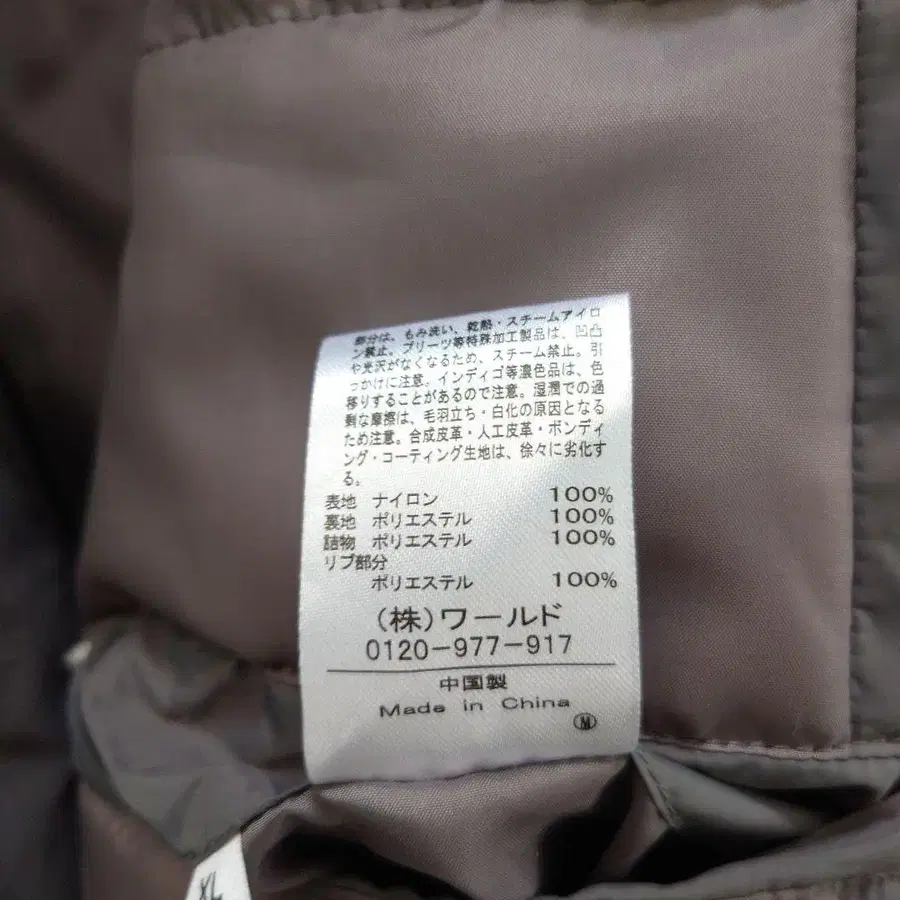 部分は、もみ洗い、乾熱・スチームアイロ
ン禁止。プリーツ等特殊加工製品は、凹凸
や光沢がなくなるため、スチーム禁止。引
っかけに注意。インディゴ等濃色品は、色
移りすることがあるので注意。湿潤での過
剰な摩擦は、毛羽立ち・白化の原因となる
ため注意。合成皮革・人工皮革・ボンディ
ング・コーティング生地は、徐々に劣化す
る。
表地 ナイロン 100%
裏地 ポリエステル 100%
詰物 ポリエステル 100%
リブ部分
ポリエステル 100%
(株)ワールド
0120-977-917
中国製
Made in China
M
XL